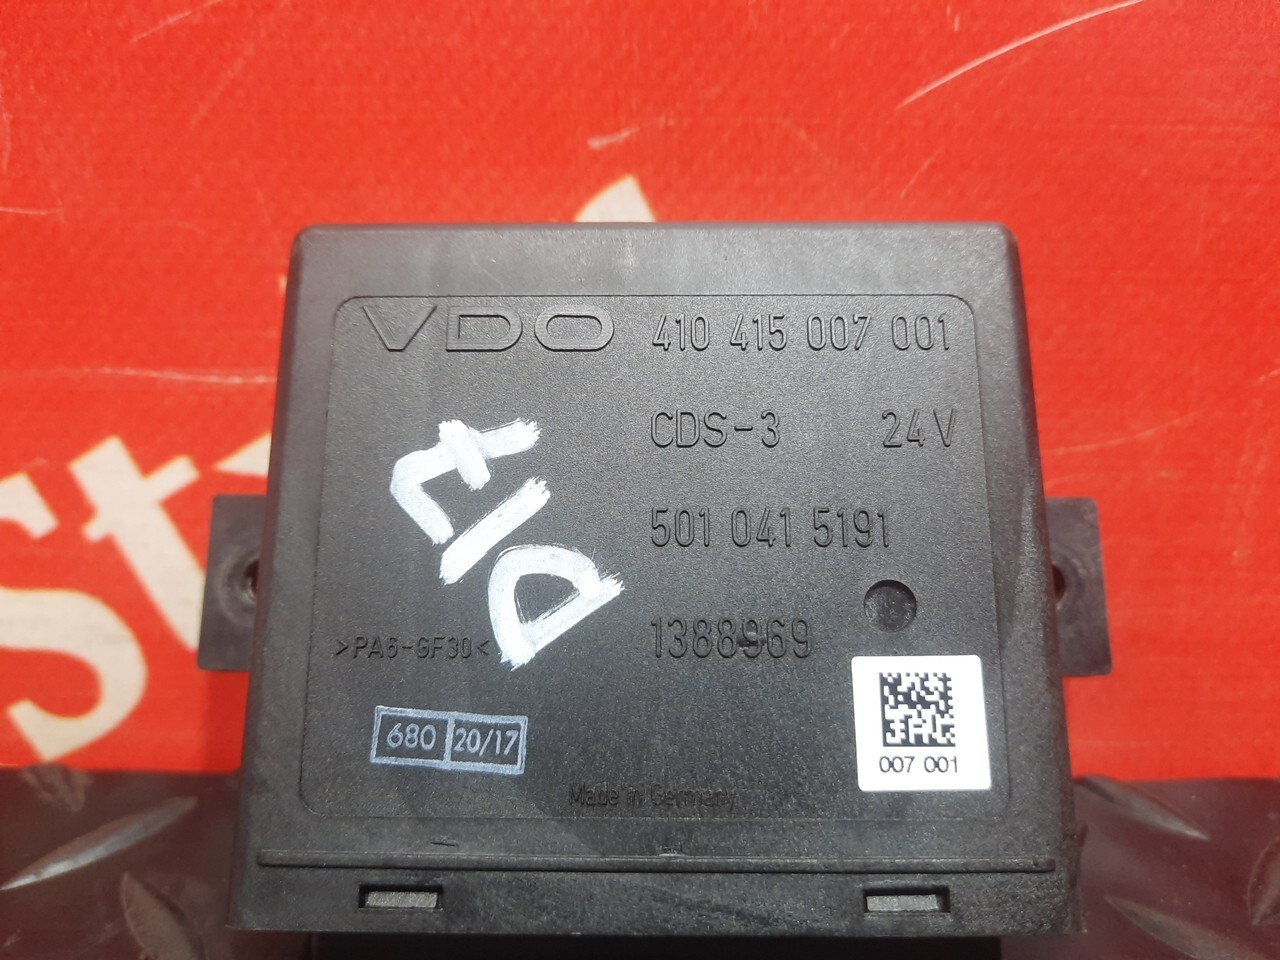 VDO 410 415 007 001
CDS-3 24V
501 041 5191
>PA6-GF30< 1388969
680 20/17
007 001
Made in Germany